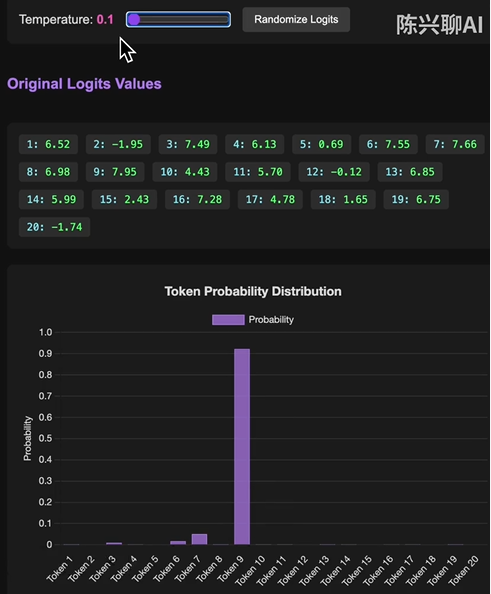 Temperature: 0.1
Randomize Logits
陈兴聊AI
Original Logits Values
1: 6.52 2: −1.95 3: 7.49 4: 6.13 5: 0.69 6: 7.55 7: 7.66
8: 6.98 9: 7.95 10: 4.43 11: 5.70 12: −0.12 13: 6.85
14: 5.99 15: 2.43 16: 7.28 17: 4.78 18: 1.65 19: 6.75
20: −1.74
Token Probability Distribution
Probability
1.0
0.9
0.8
0.7
0.6
0.5
0.4
0.3
0.2
0.1
0
Probability
Token 1
Token 2
Token 3
Token 4
Token 5
Token 6
Token 7
Token 8
Token 9
Token 10
Token 11
Token 12
Token 13
Token 14
Token 15
Token 16
Token 17
Token 18
Token 19
Token 20